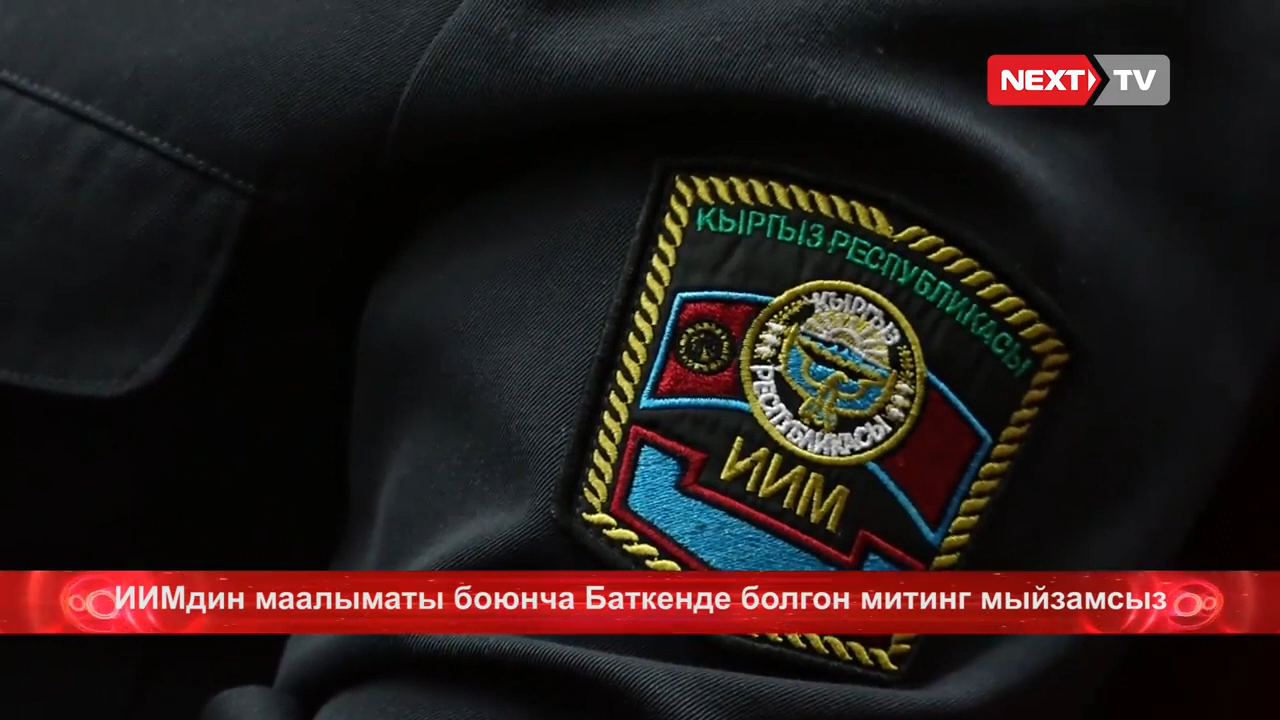 NEXT TV
КЫРГЫЗ РЕСПУБЛИКАСЫ
КЫРГЫЗ
РЕСПУБЛИКАСЫ
ИИМ
ИИМдин маалыматы боюнча Баткенде болгон митинг мыйзамсыз